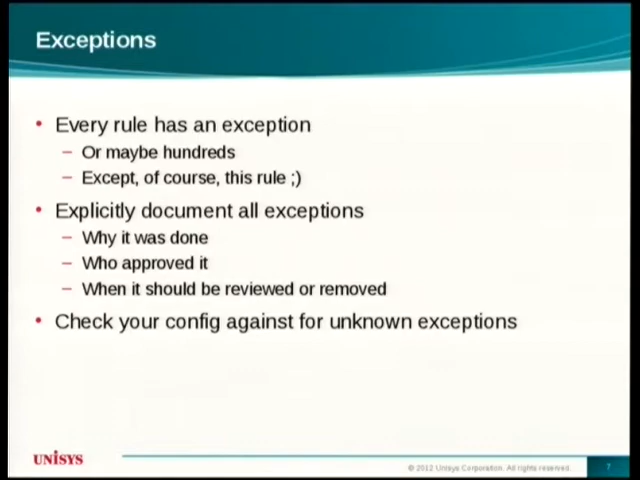 Exceptions
• Every rule has an exception
– Or maybe hundreds
– Except, of course, this rule ;)
• Explicitly document all exceptions
– Why it was done
– Who approved it
– When it should be reviewed or removed
• Check your config against for unknown exceptions
UNISYS
© 2012 Unisys Corporation. All rights reserved.
7